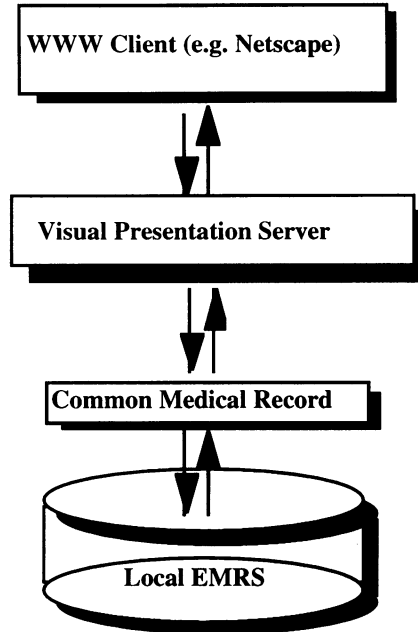 WWW Client (e.g. Netscape)
Visual Presentation Server
Common Medical Record
Local EMRS